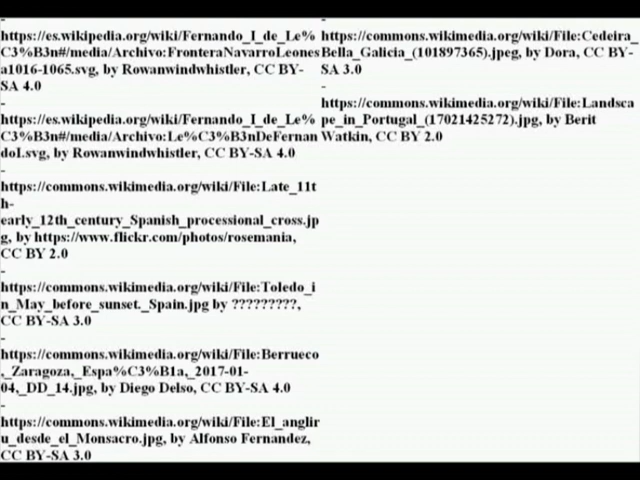 -
https://es.wikipedia.org/wiki/Fernando_I_de_Le%
C3%B3n#/media/Archivo:FronteraNavarroLeones
a1016-1065.svg, by Rowanwindwhistler, CC BY-
SA 4.0
-
https://es.wikipedia.org/wiki/Fernando_I_de_Le%
C3%B3n#/media/Archivo:Le%C3%B3nDeFernan
doI.svg, by Rowanwindwhistler, CC BY-SA 4.0
-
https://commons.wikimedia.org/wiki/File:Late_11t
h-
early_12th_century_Spanish_processional_cross.jp
g, by https://www.flickr.com/photos/rosemania,
CC BY 2.0
-
https://commons.wikimedia.org/wiki/File:Toledo_i
n_May_before_sunset._Spain.jpg by ?????????,
CC BY-SA 3.0
-
https://commons.wikimedia.org/wiki/File:Berrueco
,_Zaragoza,_Espa%C3%B1a,_2017-01-
04,_DD_14.jpg, by Diego Delso, CC BY-SA 4.0
-
https://commons.wikimedia.org/wiki/File:El_anglir
u_desde_el_Monsacro.jpg, by Alfonso Fernandez,
CC BY-SA 3.0
-
https://commons.wikimedia.org/wiki/File:Cedeira_
Bella_Galicia_(101897365).jpeg, by Dora, CC BY-
SA 3.0
-
https://commons.wikimedia.org/wiki/File:Landsca
pe_in_Portugal_(17021425272).jpg, by Berit
Watkin, CC BY 2.0